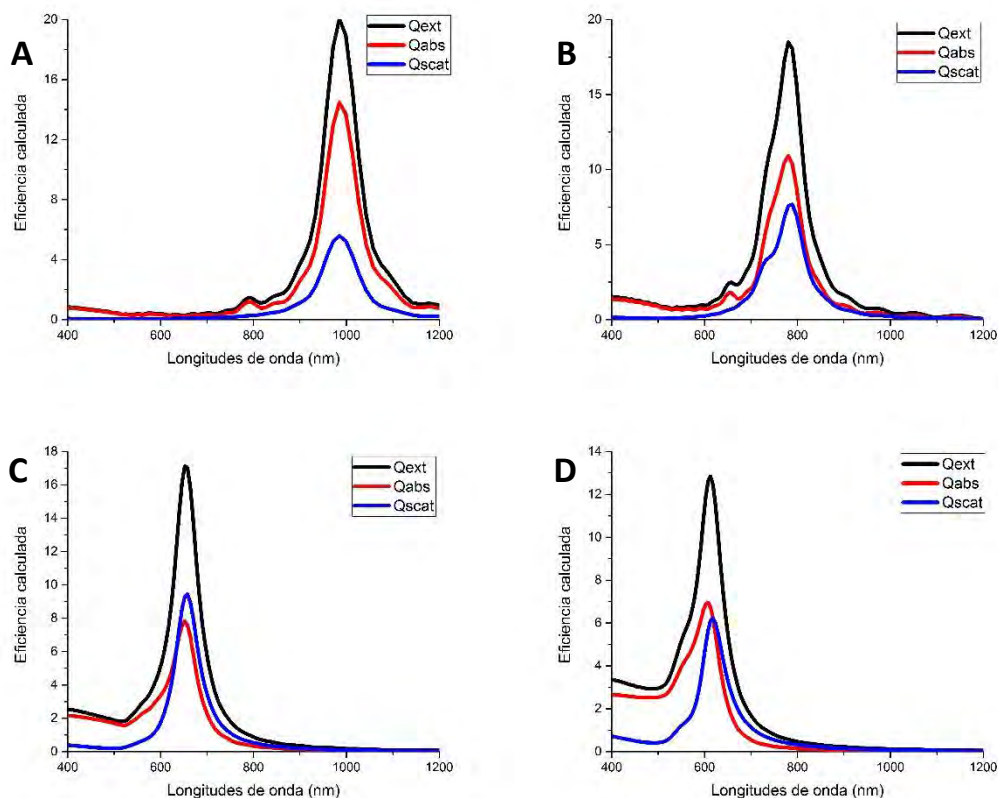 A
Eficiencia calculada
20
16
12
8
4
0
400
600
800
1000
1200
Longitudes de onda (nm)
Qext
Qabs
Qscat
B
Eficiencia calculada
20
15
10
5
0
400
600
800
1000
1200
Longitudes de onda (nm)
Qext
Qabs
Qscat
C
Eficiencia calculada
18
16
14
12
10
8
6
4
2
0
400
600
800
1000
1200
Longitudes de onda (nm)
Qext
Qabs
Qscat
D
Eficiencia calculada
14
12
10
8
6
4
2
0
400
600
800
1000
1200
Longitudes de onda (nm)
Qext
Qabs
Qscat